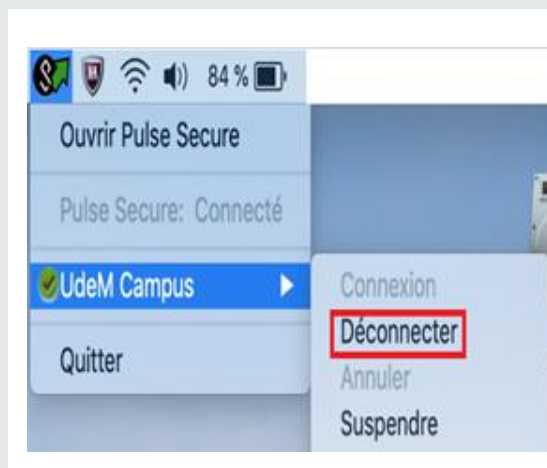 84 %
Ouvrir Pulse Secure
Pulse Secure: Connecté
UdeM Campus
Quitter
Connexion
Déconnecter
Annuler
Suspendre